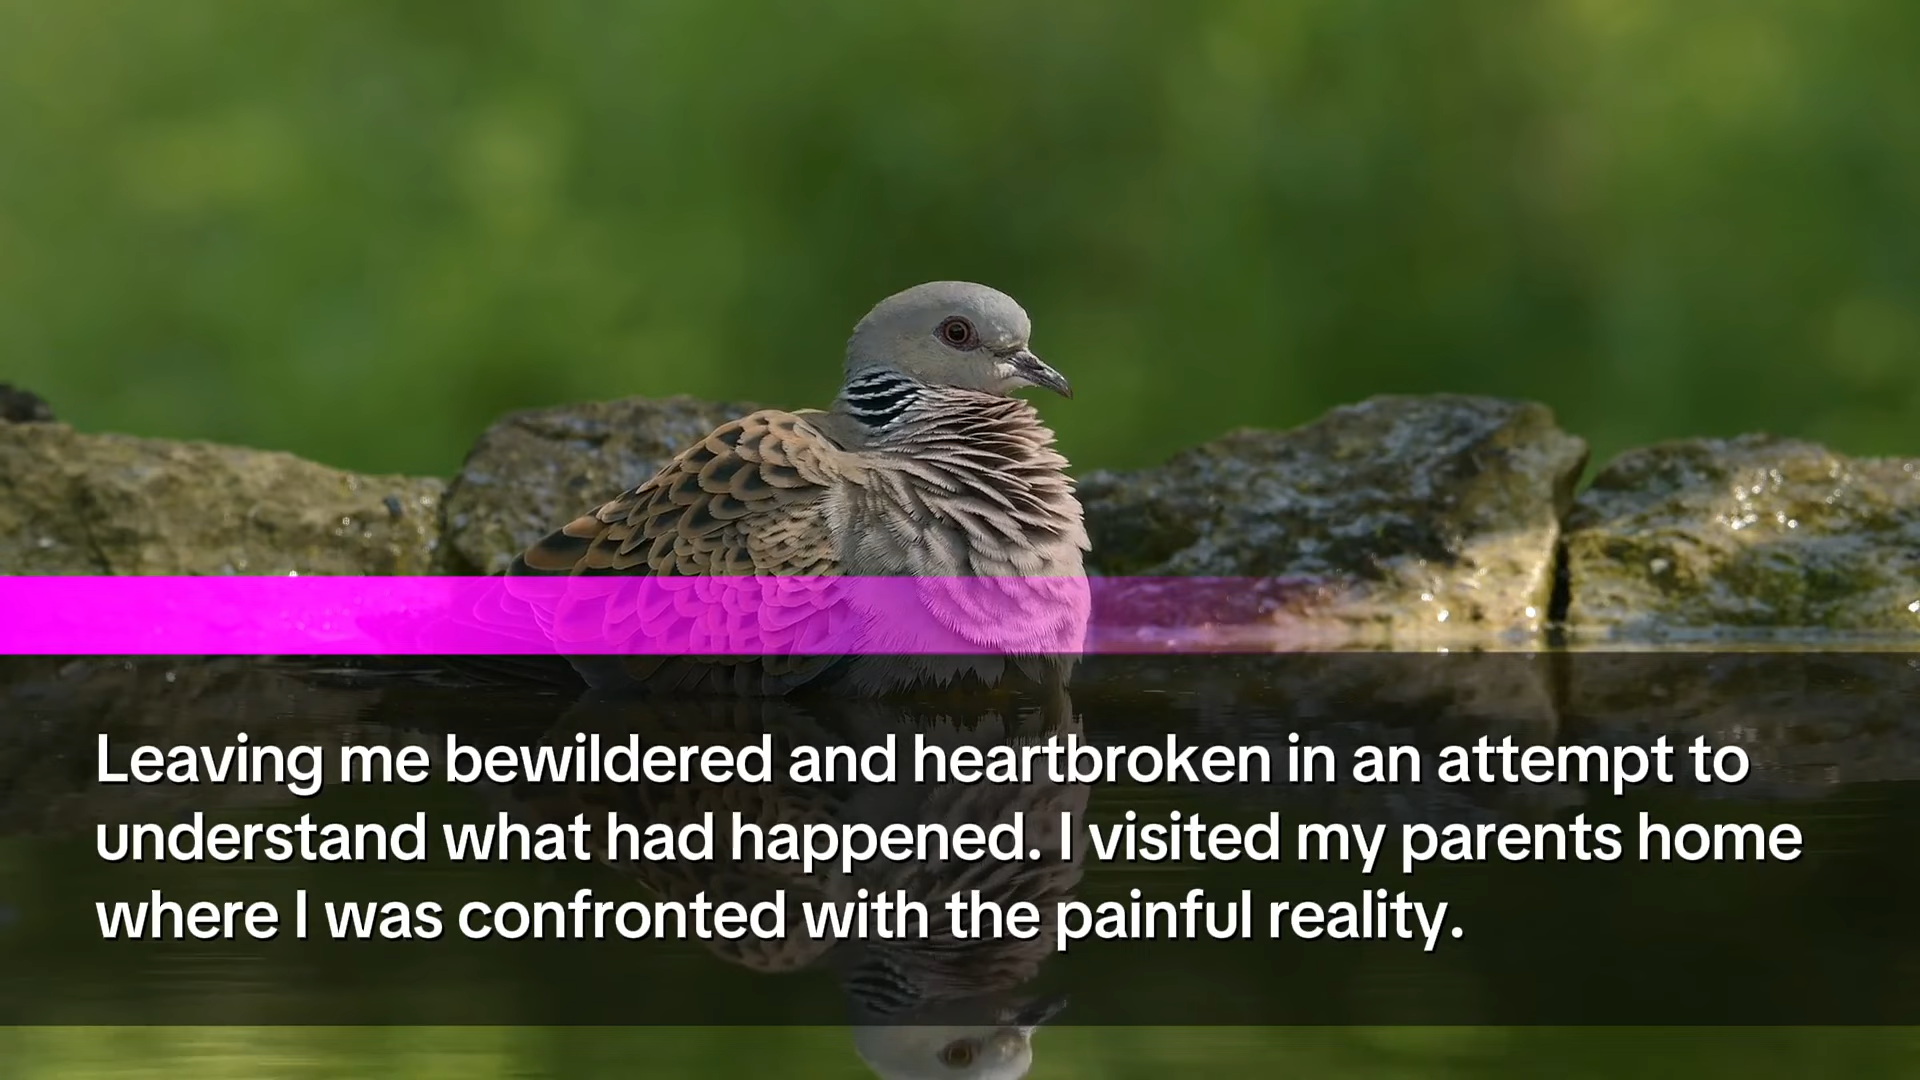 Leaving me bewildered and heartbroken in an attempt to
understand what had happened. I visited my parents home
where I was confronted with the painful reality.